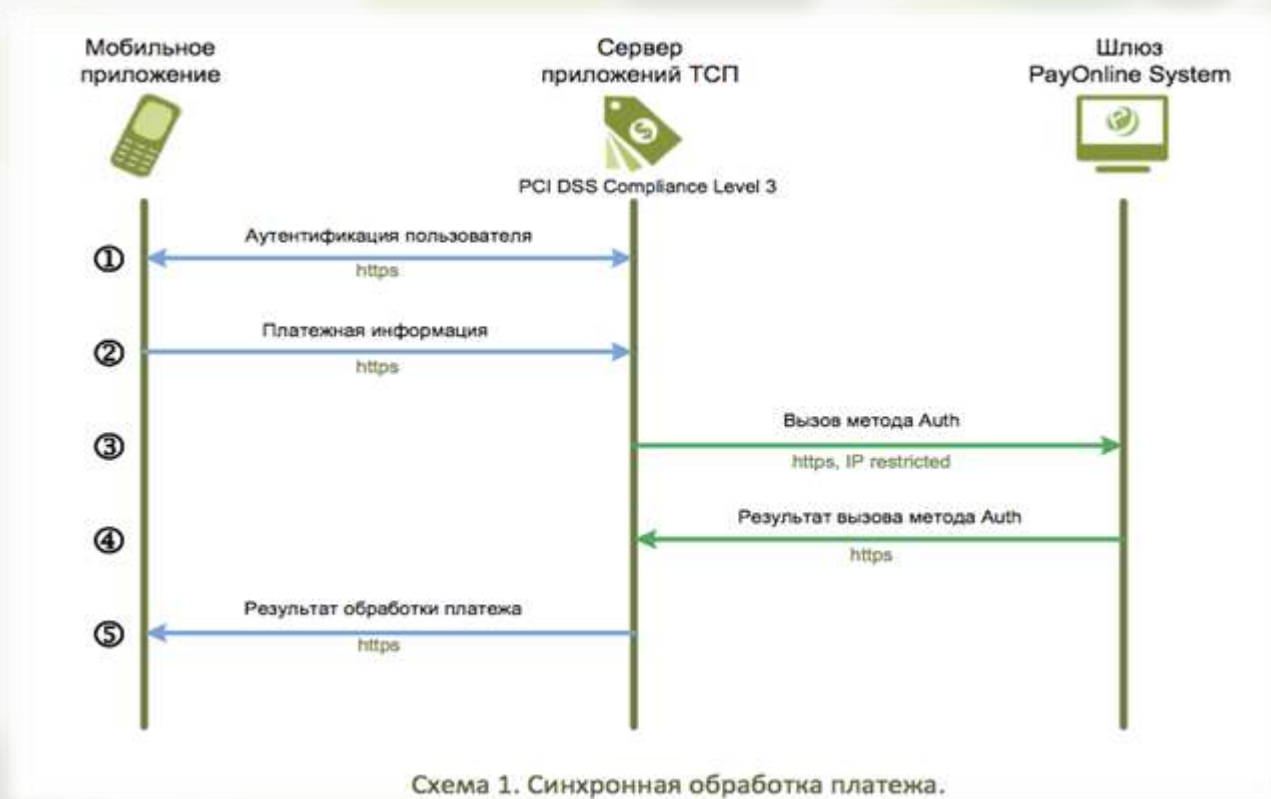 Мобильное
приложение
Сервер
приложений ТСП
Шлюз
PayOnline System
PCI DSS Compliance Level 3
① Аутентификация пользователя
https
② Платежная информация
https
③ Вызов метода Auth
https, IP restricted
④ Результат вызова метода Auth
https
⑤ Результат обработки платежа
https
Схема 1. Синхронная обработка платежа.